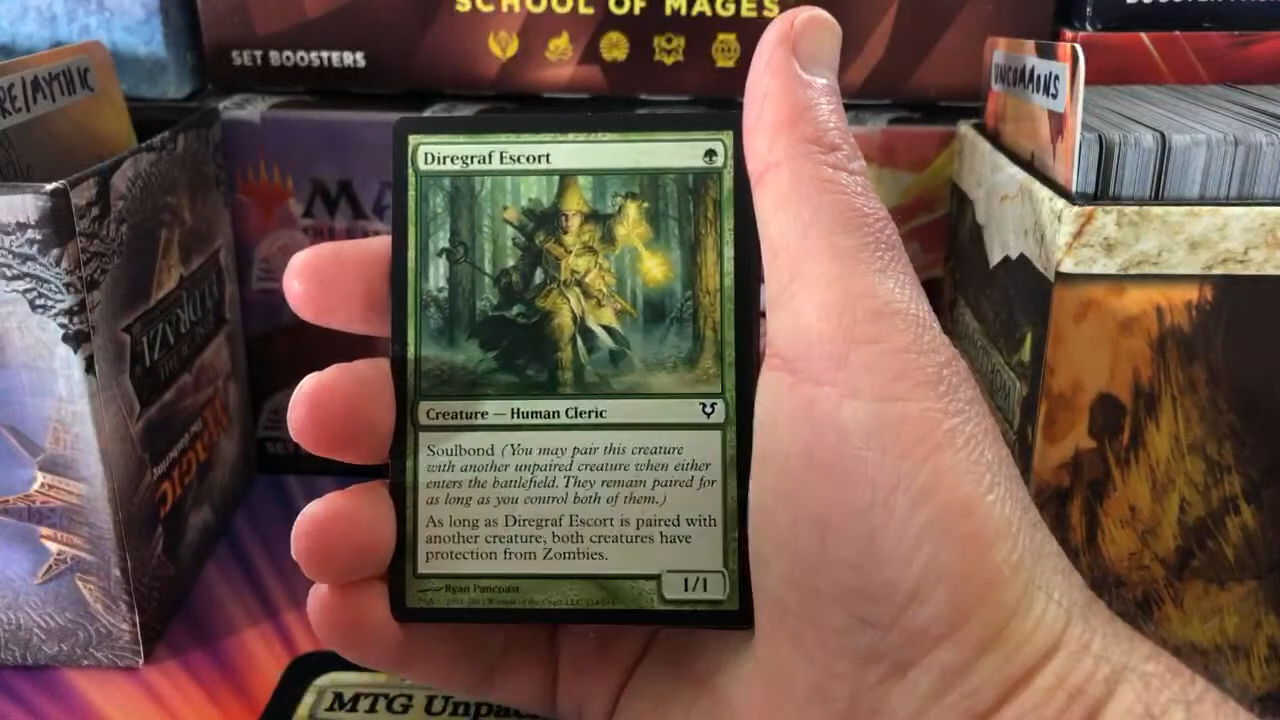 SCHOOL OF MAGES
SET BOOSTERS
RE/MYTHIC
UNCOMMONS
MA
Diregraf Escort
Creature — Human Cleric
Soulbond (You may pair this creature
with another unpaired creature when either
enters the battlefield. They remain paired for
as long as you control both of them.)
As long as Diregraf Escort is paired with
another creature, both creatures have
protection from Zombies.
1/1
Ryan Pancoast
MAGIC
The Gathering
MTG Unpa